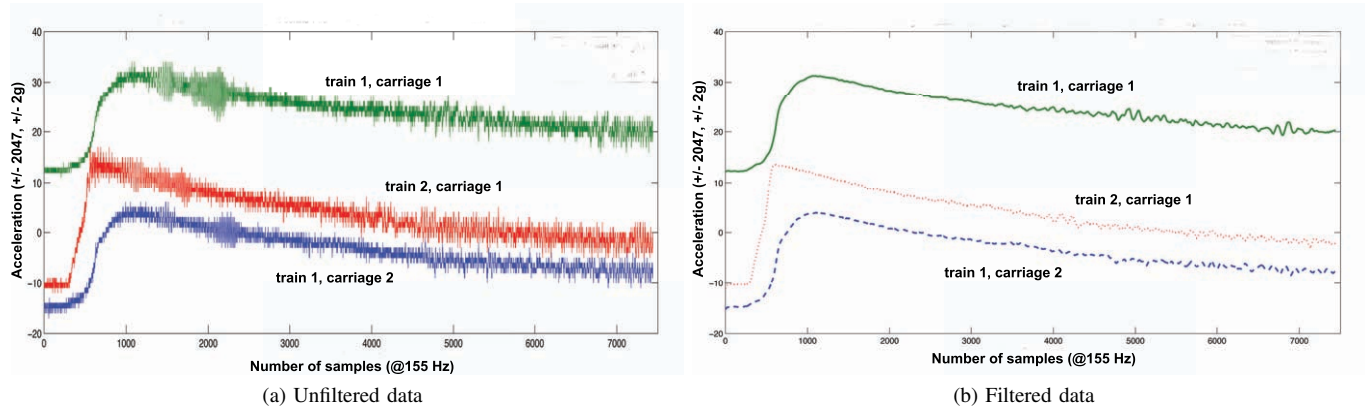 40
30
20
10
0
−10
−20
Acceleration (+/- 2047, +/- 2g)
train 1, carriage 1
train 2, carriage 1
train 1, carriage 2
0 1000 2000 3000 4000 5000 6000 7000
Number of samples (@155 Hz)
(a) Unfiltered data
40
30
20
10
0
−10
−20
Acceleration (+/- 2047, +/- 2g)
train 1, carriage 1
train 2, carriage 1
train 1, carriage 2
0 1000 2000 3000 4000 5000 6000 7000
Number of samples (@155 Hz)
(b) Filtered data